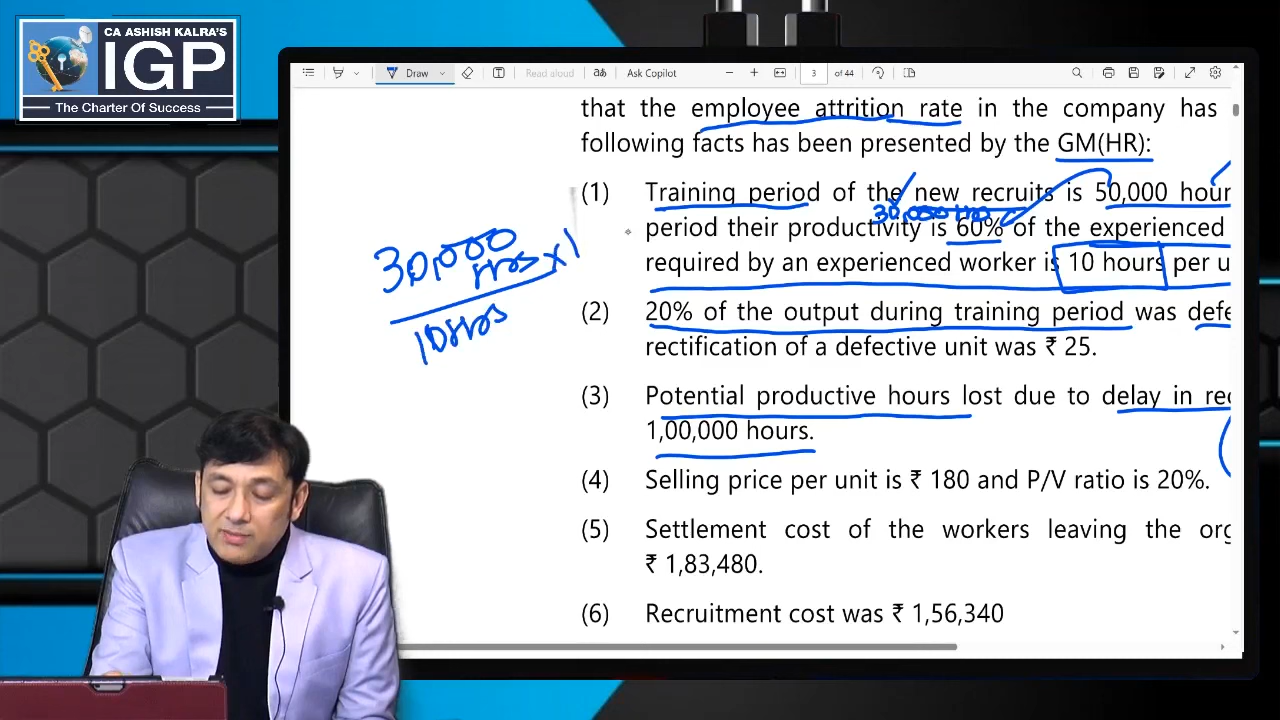 CA ASHISH KALRA'S
IGP
The Charter Of Success
Draw
Read aloud
Ask Copilot
3
of 44
that the employee attrition rate in the company has
following facts has been presented by the GM(HR):
(1) Training period of the new recruits is 50,000 hour
30,000 Hrs
period their productivity is 60% of the experienced
required by an experienced worker is 10 hours per u
(2) 20% of the output during training period was defe
rectification of a defective unit was ₹ 25.
(3) Potential productive hours lost due to delay in rec
1,00,000 hours.
(4) Selling price per unit is ₹ 180 and P/V ratio is 20%.
(5) Settlement cost of the workers leaving the org
₹ 1,83,480.
(6) Recruitment cost was ₹ 1,56,340
30,000
Hrs x 1
10 Hrs